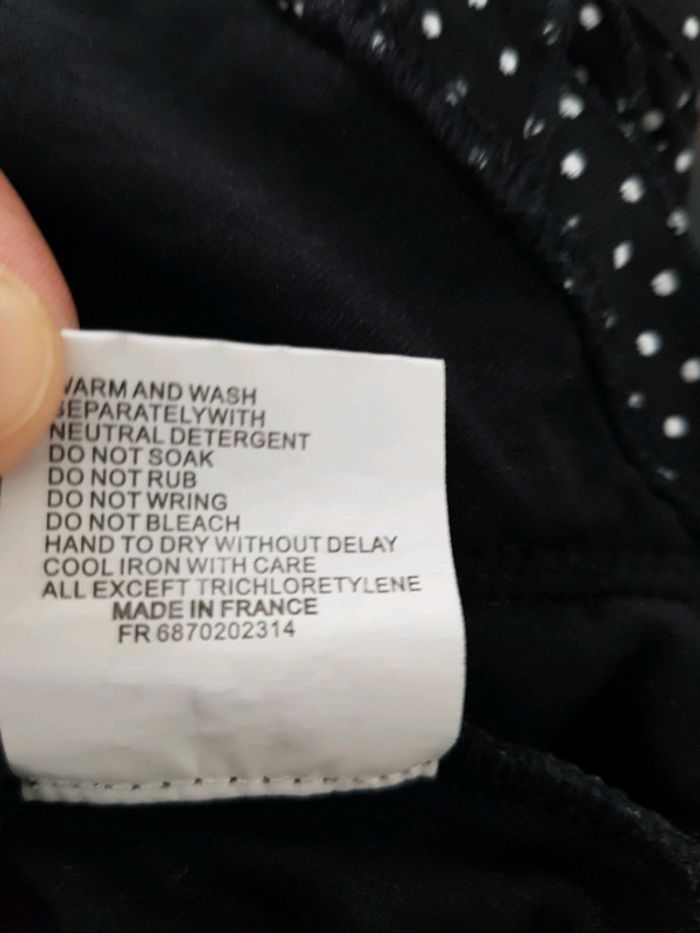 WARM AND WASH
SEPARATELYWITH
NEUTRAL DETERGENT
DO NOT SOAK
DO NOT RUB
DO NOT WRING
DO NOT BLEACH
HAND TO DRY WITHOUT DELAY
COOL IRON WITH CARE
ALL EXCEFT TRICHLORETYLENE
MADE IN FRANCE
FR 6870202314